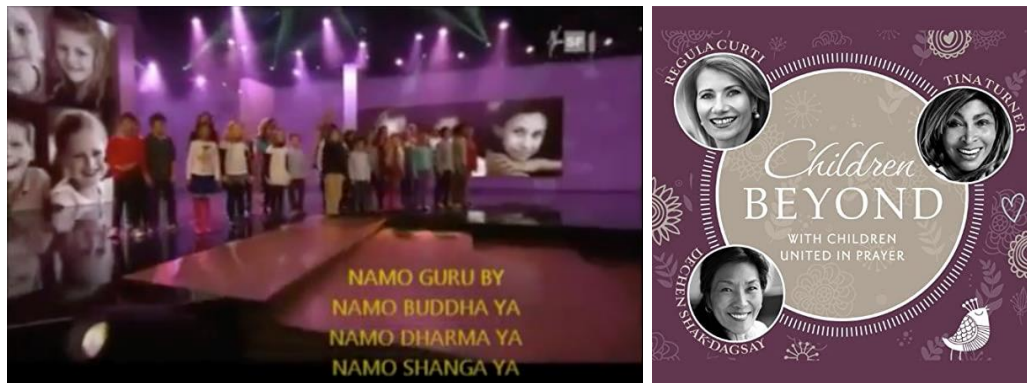 SF
NAMO GURU BY
NAMO BUDDHA YA
NAMO DHARMA YA
NAMO SHANGA YA
REGULA CURTI
TINA TURNER
Children
BEYOND
WITH CHILDREN
UNITED IN PRAYER
DECHEN SHAK-DAGSAY